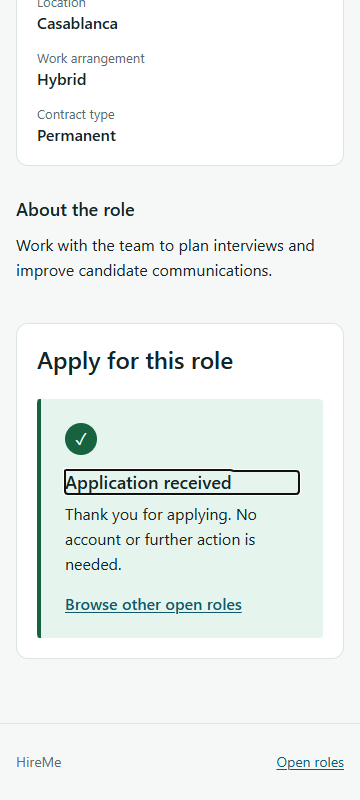 Location
Casablanca
Work arrangement
Hybrid
Contract type
Permanent
About the role
Work with the team to plan interviews and
improve candidate communications.
Apply for this role
✓
Application received
Thank you for applying. No
account or further action is
needed.
Browse other open roles
HireMe
Open roles